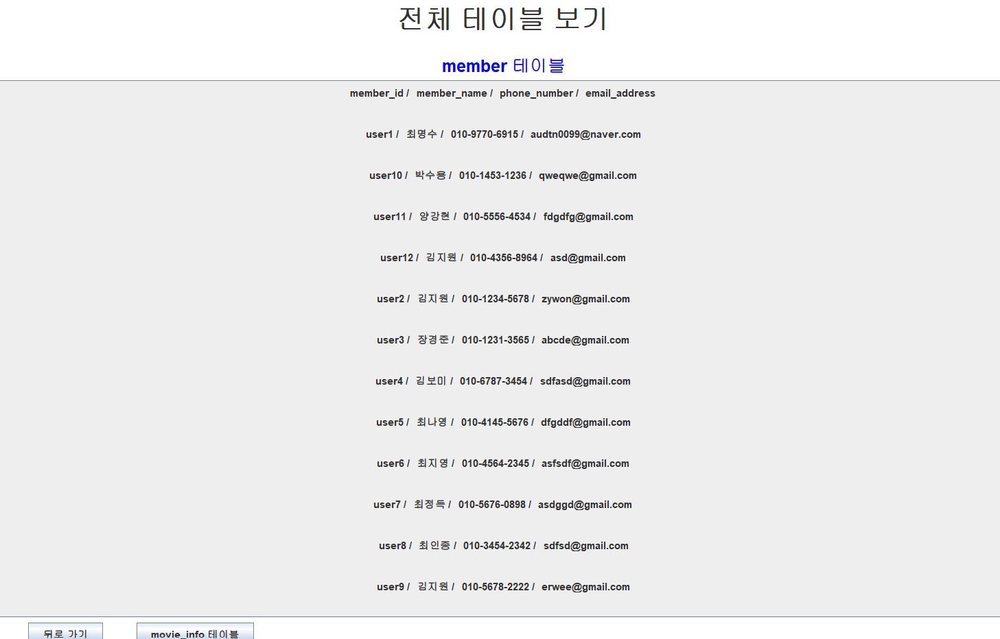 전체 테이블 보기
member 테이블
member_id / member_name / phone_number / email_address
user1 / 최명수 / 010-9770-6915 / audtn0099@naver.com
user10 / 박수용 / 010-1453-1236 / qweqwe@gmail.com
user11 / 양강현 / 010-5556-4534 / fdgdfg@gmail.com
user12 / 김지원 / 010-4356-8964 / asd@gmail.com
user2 / 김지원 / 010-1234-5678 / zywon@gmail.com
user3 / 장경준 / 010-1231-3565 / abcde@gmail.com
user4 / 김보미 / 010-6787-3454 / sdfasd@gmail.com
user5 / 최나영 / 010-4145-5676 / dfgddf@gmail.com
user6 / 최지영 / 010-4564-2345 / asfsdf@gmail.com
user7 / 최정득 / 010-5676-0898 / asdggd@gmail.com
user8 / 최인종 / 010-3454-2342 / sdfsd@gmail.com
user9 / 김지원 / 010-5678-2222 / erwee@gmail.com
뒤로 가기 movie_info 테이블